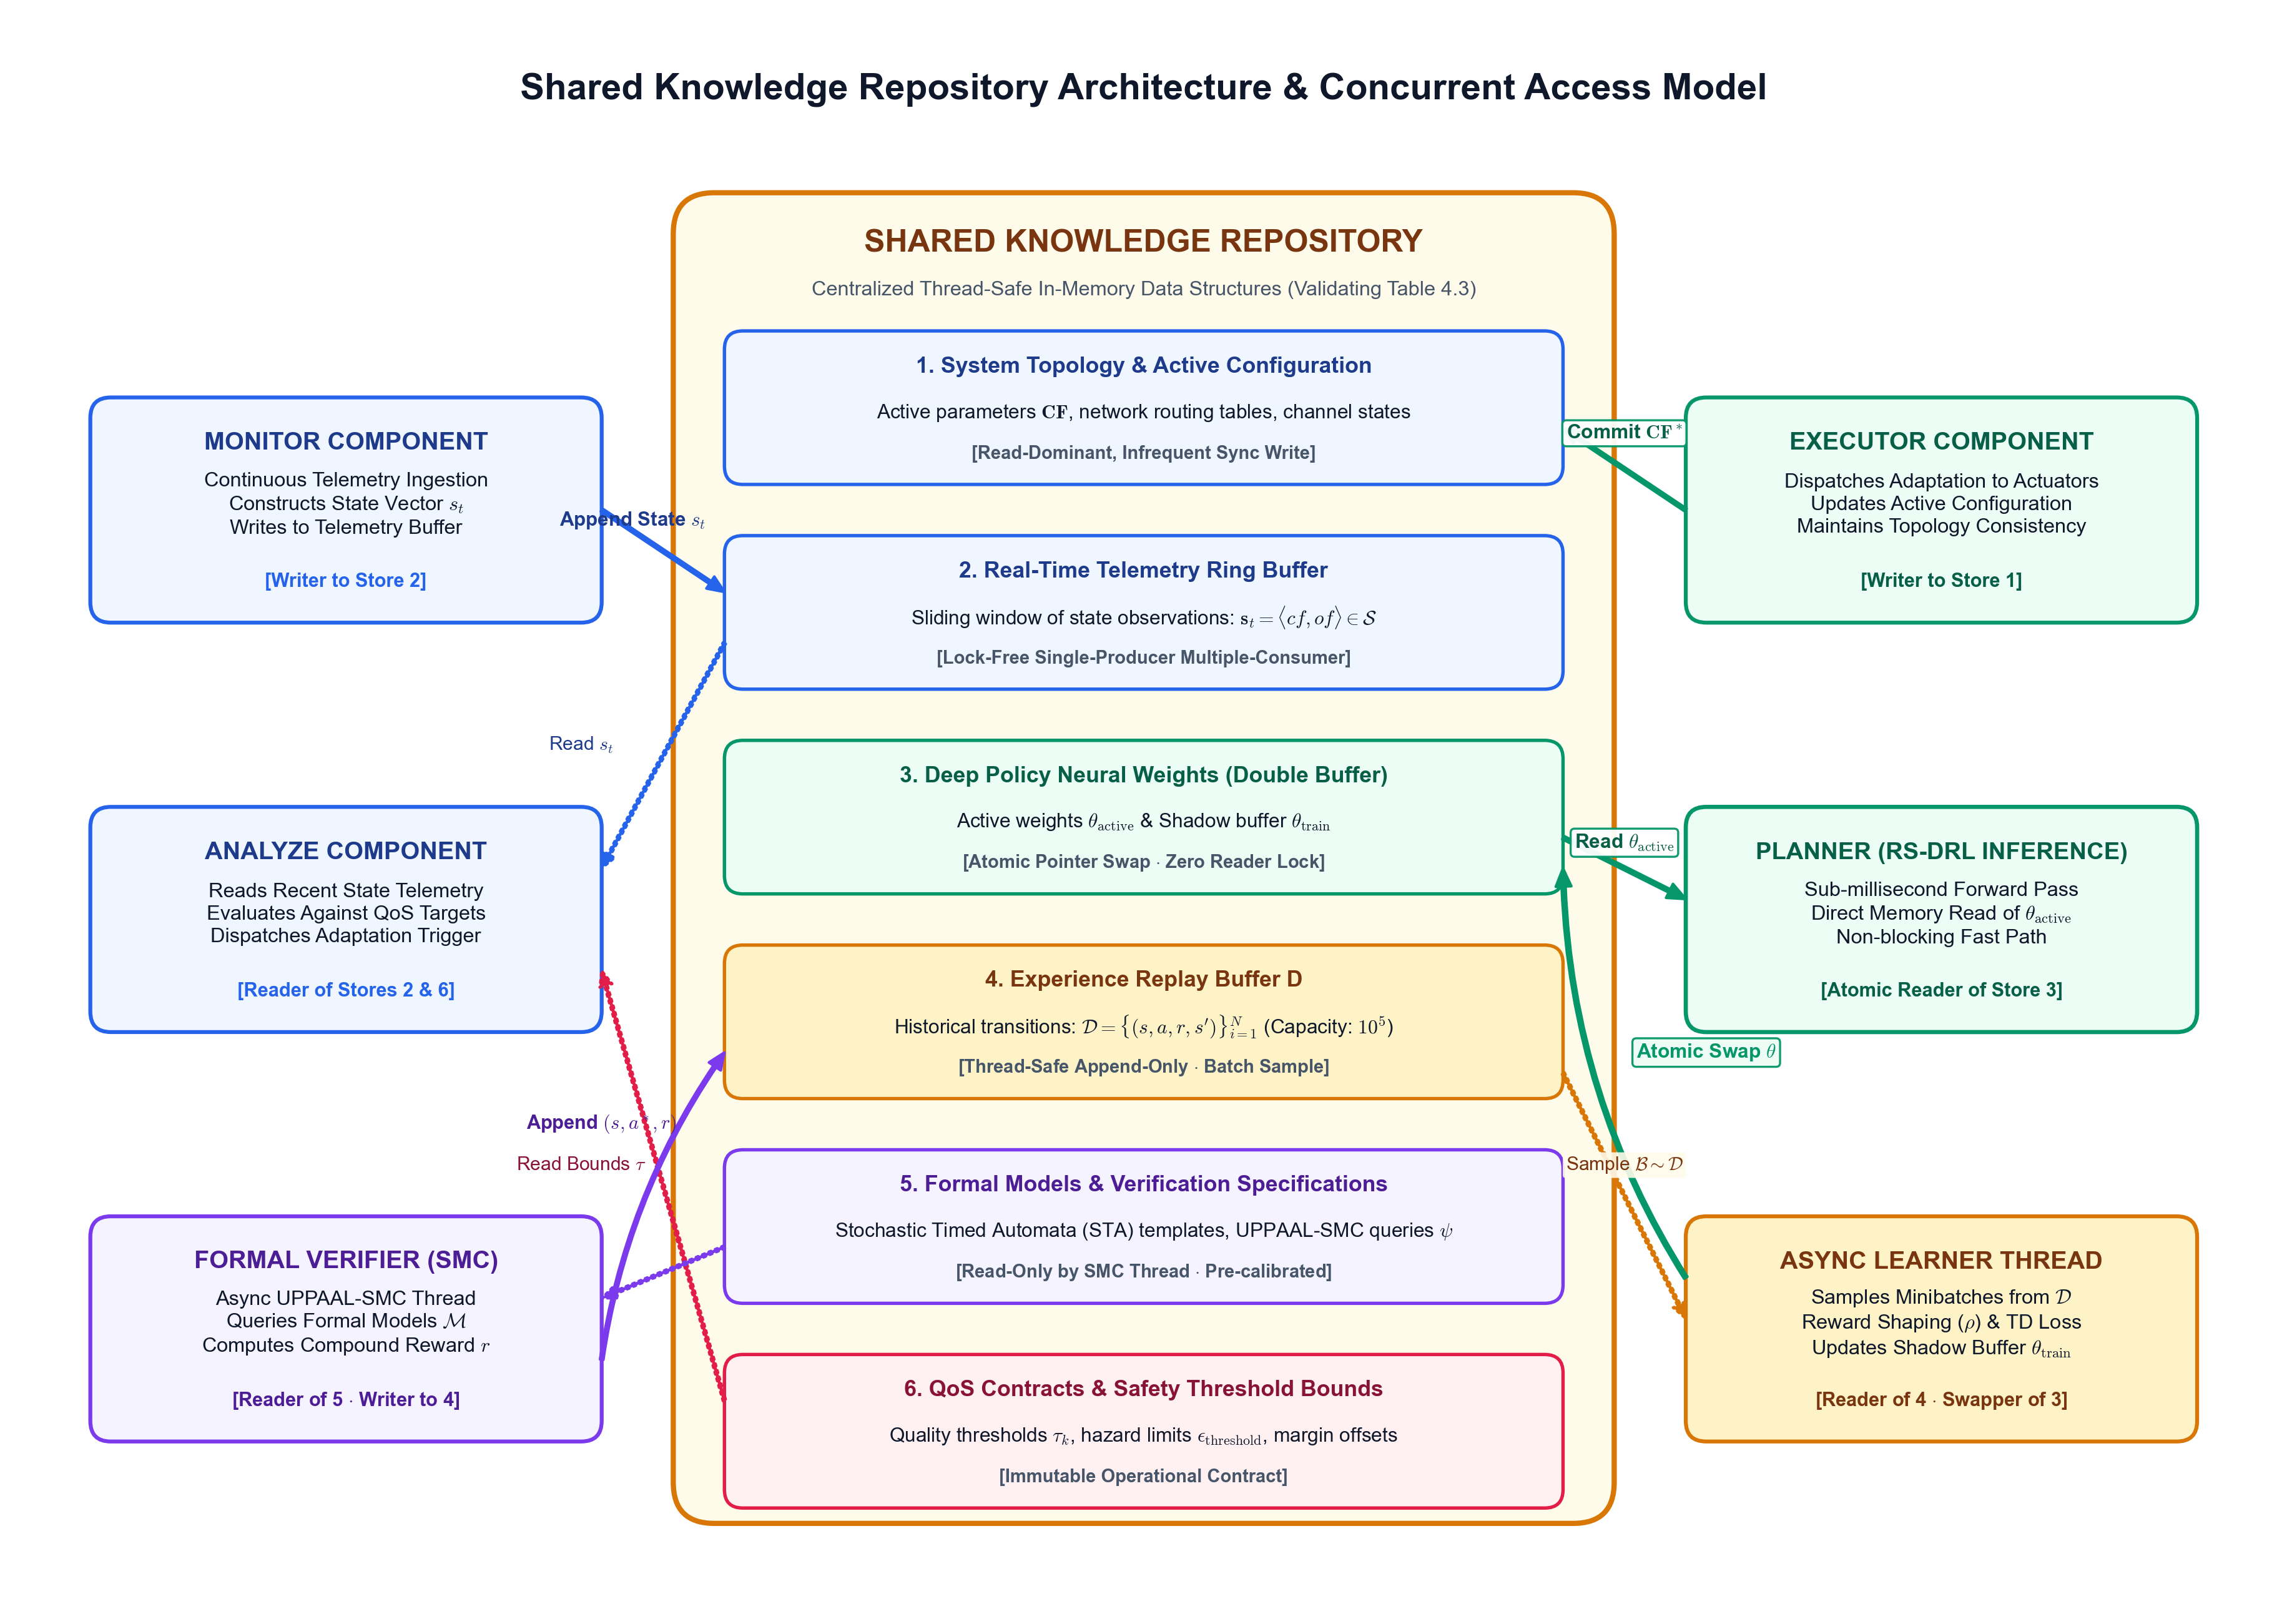 Shared Knowledge Repository Architecture & Concurrent Access Model
SHARED KNOWLEDGE REPOSITORY
Centralized Thread-Safe In-Memory Data Structures (Validating Table 4.3)
1. System Topology & Active Configuration
Active parameters CF, network routing tables, channel states
[Read-Dominant, Infrequent Sync Write]
2. Real-Time Telemetry Ring Buffer
Sliding window of state observations: s_t = ⟨cf, of⟩ ∈ 𝒮
[Lock-Free Single-Producer Multiple-Consumer]
3. Deep Policy Neural Weights (Double Buffer)
Active weights θ_active & Shadow buffer θ_train
[Atomic Pointer Swap · Zero Reader Lock]
4. Experience Replay Buffer D
Historical transitions: 𝒟 = {(s, a, r, s′)}_{i=1}^N (Capacity: 10^5)
[Thread-Safe Append-Only · Batch Sample]
5. Formal Models & Verification Specifications
Stochastic Timed Automata (STA) templates, UPPAAL-SMC queries ψ
[Read-Only by SMC Thread · Pre-calibrated]
6. QoS Contracts & Safety Threshold Bounds
Quality thresholds τ_k, hazard limits ϵ_threshold, margin offsets
[Immutable Operational Contract]
MONITOR COMPONENT
Continuous Telemetry Ingestion
Constructs State Vector s_t
Writes to Telemetry Buffer
[Writer to Store 2]
ANALYZE COMPONENT
Reads Recent State Telemetry
Evaluates Against QoS Targets
Dispatches Adaptation Trigger
[Reader of Stores 2 & 6]
FORMAL VERIFIER (SMC)
Async UPPAAL-SMC Thread
Queries Formal Models ℳ
Computes Compound Reward r
[Reader of 5 · Writer to 4]
EXECUTOR COMPONENT
Dispatches Adaptation to Actuators
Updates Active Configuration
Maintains Topology Consistency
[Writer to Store 1]
PLANNER (RS-DRL INFERENCE)
Sub-millisecond Forward Pass
Direct Memory Read of θ_active
Non-blocking Fast Path
[Atomic Reader of Store 3]
ASYNC LEARNER THREAD
Samples Minibatches from 𝒟
Reward Shaping (ρ) & TD Loss
Updates Shadow Buffer θ_train
[Reader of 4 · Swapper of 3]
Append State s_t
Read s_t
Append (s, a , r)
Read Bounds τ
Commit CF*
Read θ_active
Atomic Swap θ
Sample ℬ ∼ 𝒟